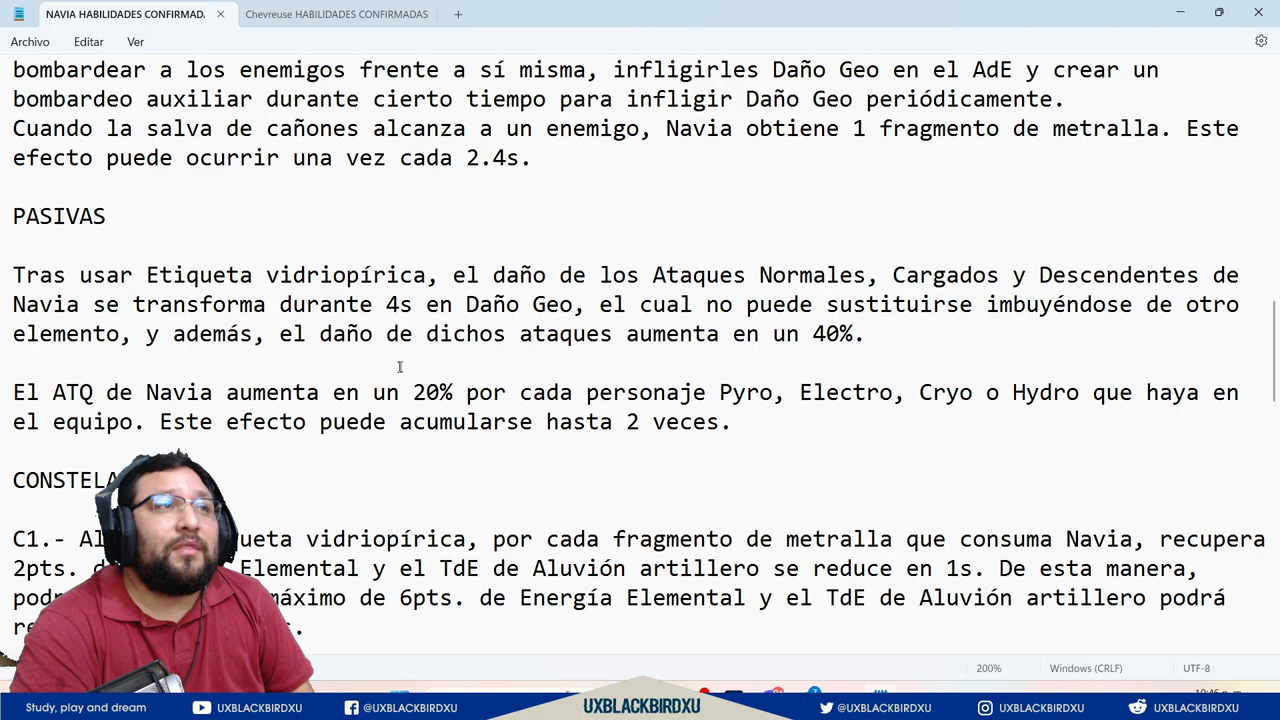 NAVIA HABILIDADES CONFIRMAD.
Chevreuse HABILIDADES CONFIRMADAS
Archivo Editar Ver
bombardear a los enemigos frente a sí misma, infligirles Daño Geo en el AdE y crear un
bombardeo auxiliar durante cierto tiempo para infligir Daño Geo periódicamente.
Cuando la salva de cañones alcanza a un enemigo, Navia obtiene 1 fragmento de metralla. Este
efecto puede ocurrir una vez cada 2.4s.
PASIVAS
Tras usar Etiqueta vidriopírica, el daño de los Ataques Normales, Cargados y Descendentes de
Navia se transforma durante 4s en Daño Geo, el cual no puede sustituirse imbuyéndose de otro
elemento, y además, el daño de dichos ataques aumenta en un 40%.
El ATQ de Navia aumenta en un 20% por cada personaje Pyro, Electro, Cryo o Hydro que haya en
el equipo. Este efecto puede acumularse hasta 2 veces.
CONSTELA
C1.- Al vidriopírica, por cada fragmento de metralla que consuma Navia, recupera
2pts. Elemental y el TdE de Aluvión artillero se reduce en 1s. De esta manera,
máximo de 6pts. de Energía Elemental y el TdE de Aluvión artillero podrá
200% Windows (CRLF) UTF-8
Study, play and dream UXBLACKBIRDXU @UXBLACKBIRDXU UXBLACKBIRDXU @UXBLACKBIRDXU UXBLACKBIRDXU @UXBLACKBIRDXU